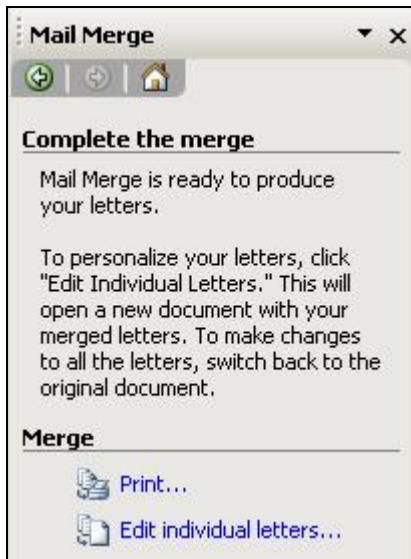 Mail Merge
Complete the merge
Mail Merge is ready to produce
your letters.
To personalize your letters, click
"Edit Individual Letters." This will
open a new document with your
merged letters. To make changes
to all the letters, switch back to the
original document.
Merge
Print...
Edit individual letters...